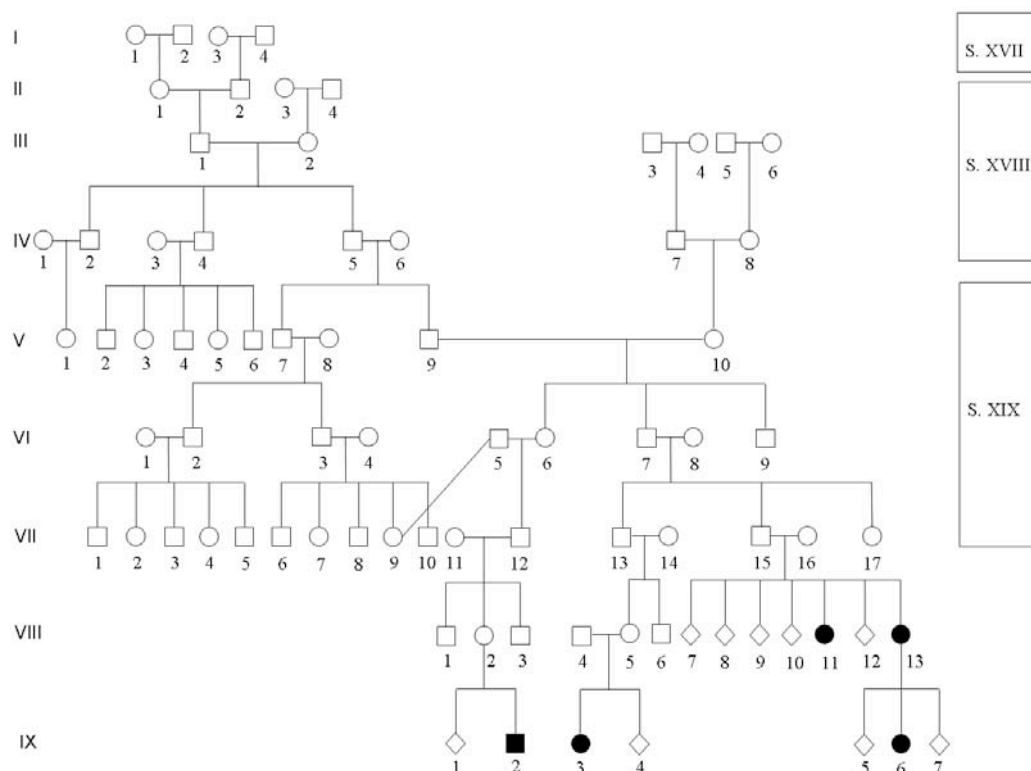 I
1 2 3 4
S. XVII
II
1 2 3 4
III
1 2 3 4 5 6
S. XVIII
IV
1 2 3 4 5 6 7 8
V
1 2 3 4 5 6 7 8 9 10
S. XIX
VI
1 2 3 4 5 6 7 8 9
VII
1 2 3 4 5 6 7 8 9 10 11 12 13 14 15 16 17
VIII
1 2 3 4 5 6 7 8 9 10 11 12 13
IX
1 2 3 4 5 6 7